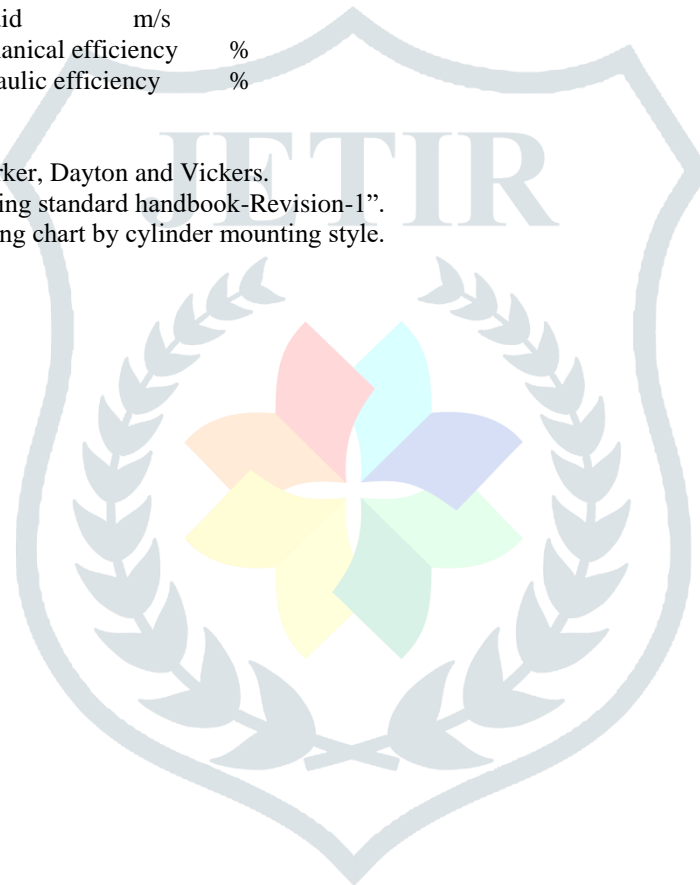 id m/s
anical efficiency %
aulic efficiency %
rker, Dayton and Vickers.
ing standard handbook-Revision-1”.
ng chart by cylinder mounting style.
JETIR